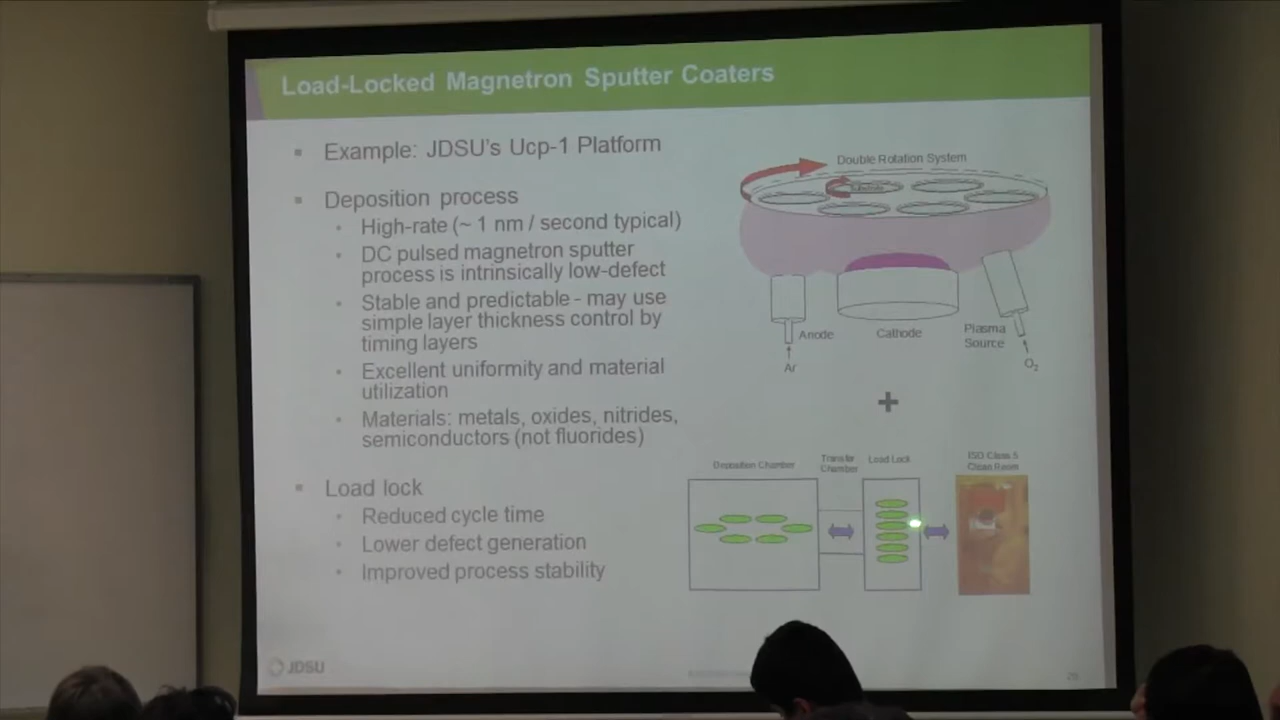 Load-Locked Magnetron Sputter Coaters
Example: JDSU's Ucp-1 Platform
Deposition process
High-rate (~ 1 nm / second typical)
DC pulsed magnetron sputter
process is intrinsically low-defect
Stable and predictable - may use
simple layer thickness control by
timing layers
Excellent uniformity and material
utilization
Materials: metals, oxides, nitrides,
semiconductors (not fluorides)
Load lock
Reduced cycle time
Lower defect generation
Improved process stability
Double Rotation System
Substrate
Anode
Cathode
Plasma
Source
Ar
O2
+
Deposition Chamber
Transfer
Chamber
Load Lock
ISO Class 5
Clean Room
JDSU